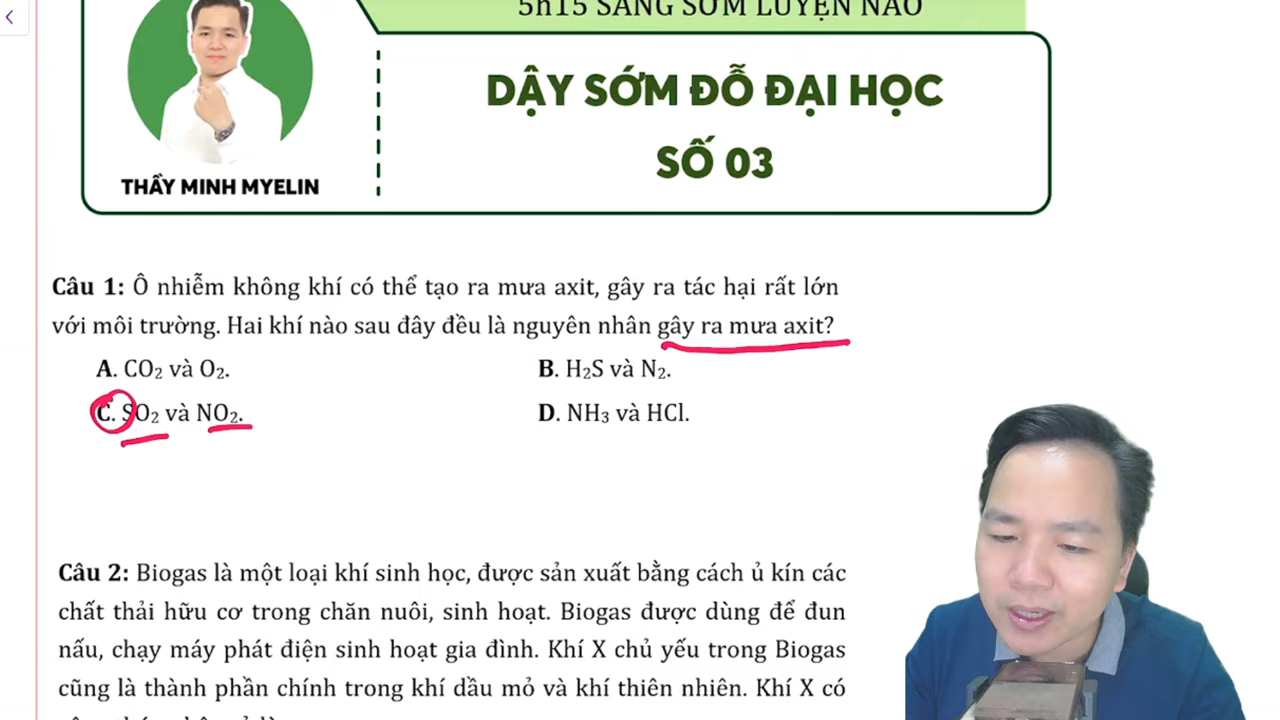 5h15 SÁNG SỚM LUYỆN NÃO
DẬY SỚM ĐỖ ĐẠI HỌC
SỐ 03
THẦY MINH MYELIN
Câu 1: Ô nhiễm không khí có thể tạo ra mưa axit, gây ra tác hại rất lớn
với môi trường. Hai khí nào sau đây đều là nguyên nhân gây ra mưa axit?
A. CO₂ và O₂.
B. H₂S và N₂.
C. SO₂ và NO₂.
D. NH₃ và HCl.
Câu 2: Biogas là một loại khí sinh học, được sản xuất bằng cách ủ kín các
chất thải hữu cơ trong chăn nuôi, sinh hoạt. Biogas được dùng để đun
nấu, chạy máy phát điện sinh hoạt gia đình. Khí X chủ yếu trong Biogas
cũng là thành phần chính trong khí dầu mỏ và khí thiên nhiên. Khí X có